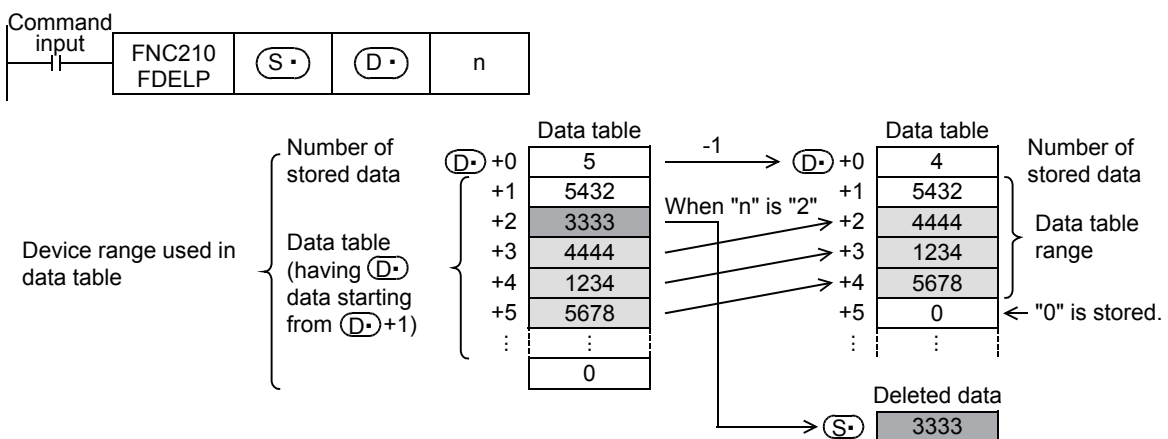 Command
input
FNC210
FDELP
S·
D·
n
Data table
Data table
Number of
stored data
D· +0
5
-1
D· +0
4
Number of
stored data
+1
5432
+1
5432
+2
3333
When "n" is "2"
+2
4444
Data table
range
Device range used in
data table
Data table
(having D·
data starting
from D·+1)
+3
4444
+3
1234
+4
1234
+4
5678
+5
5678
+5
0
"0" is stored.
⋮
⋮
⋮
⋮
0
Deleted data
S·
3333